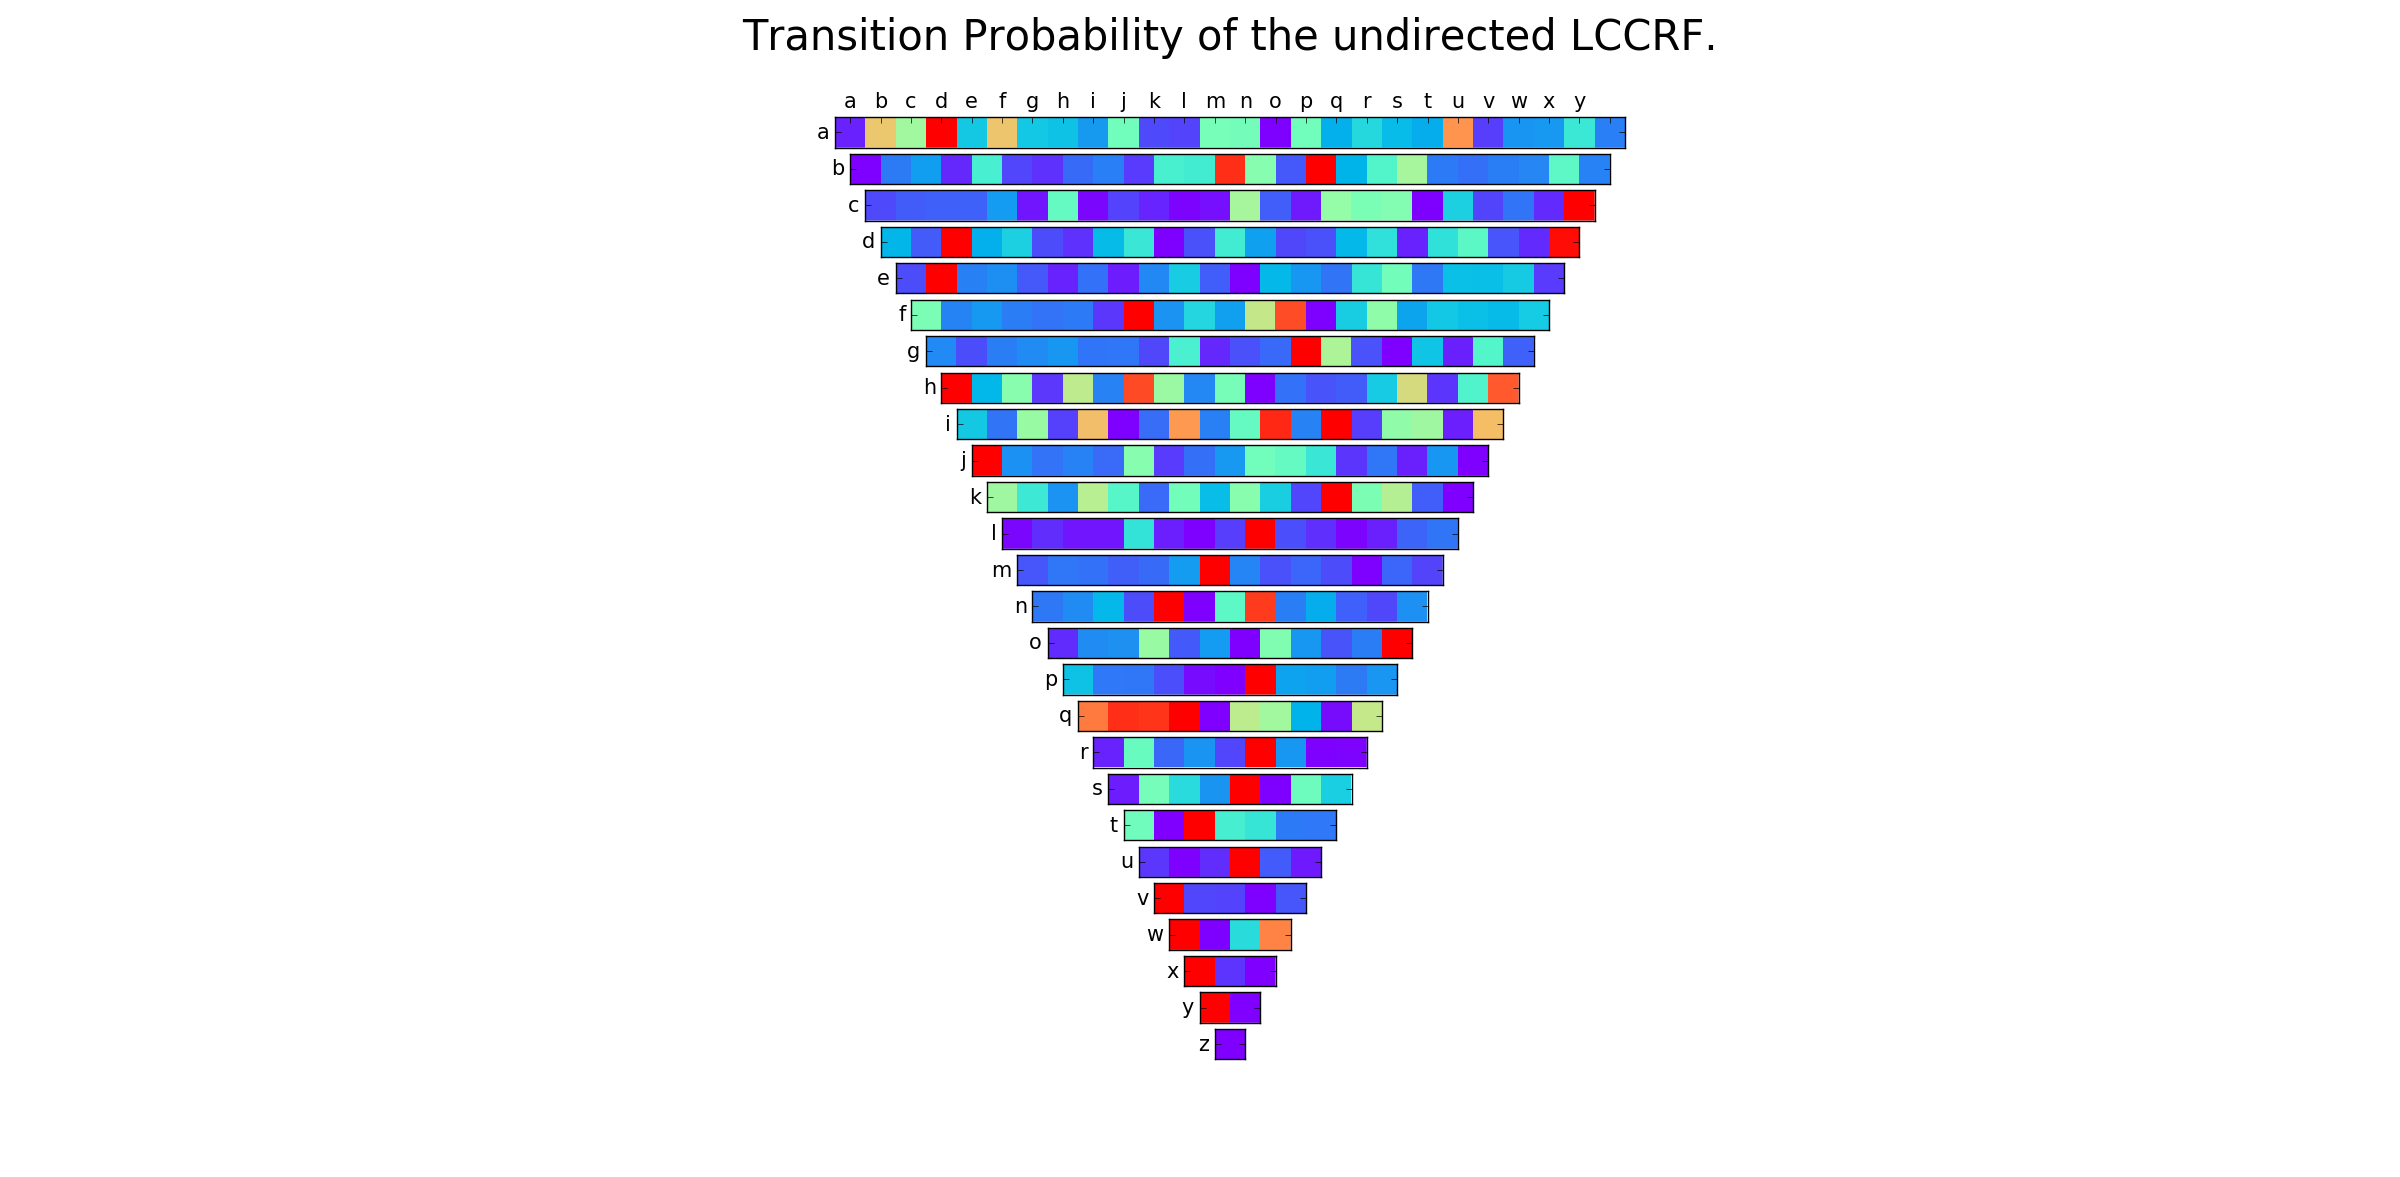 Transition Probability of the undirected LCCRF.
a b c d e f g h i j k l m n o p q r s t u v w x y
a
b
c
d
e
f
g
h
i
j
k
l
m
n
o
p
q
r
s
t
u
v
w
x
y
z